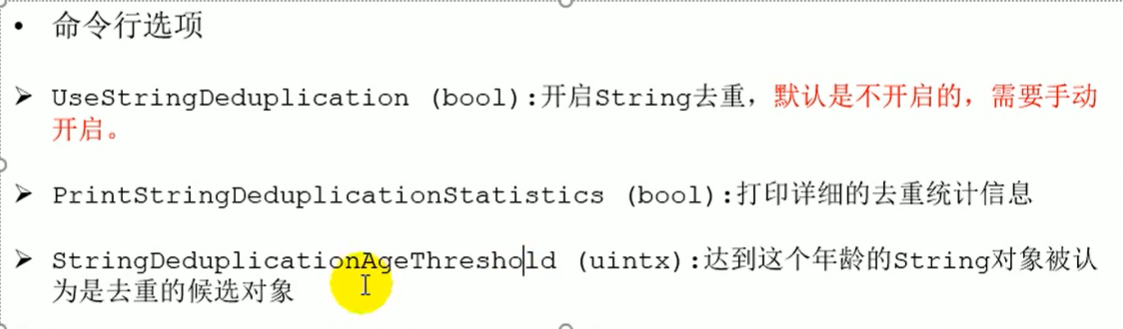 • 命令行选项
➢ UseStringDeduplication (bool):开启String去重，默认是不开启的，需要手动
开启。
➢ PrintStringDeduplicationStatistics (bool):打印详细的去重统计信息
➢ StringDeduplicationAgeThreshold (uintx):达到这个年龄的String对象被认
为是去重的候选对象